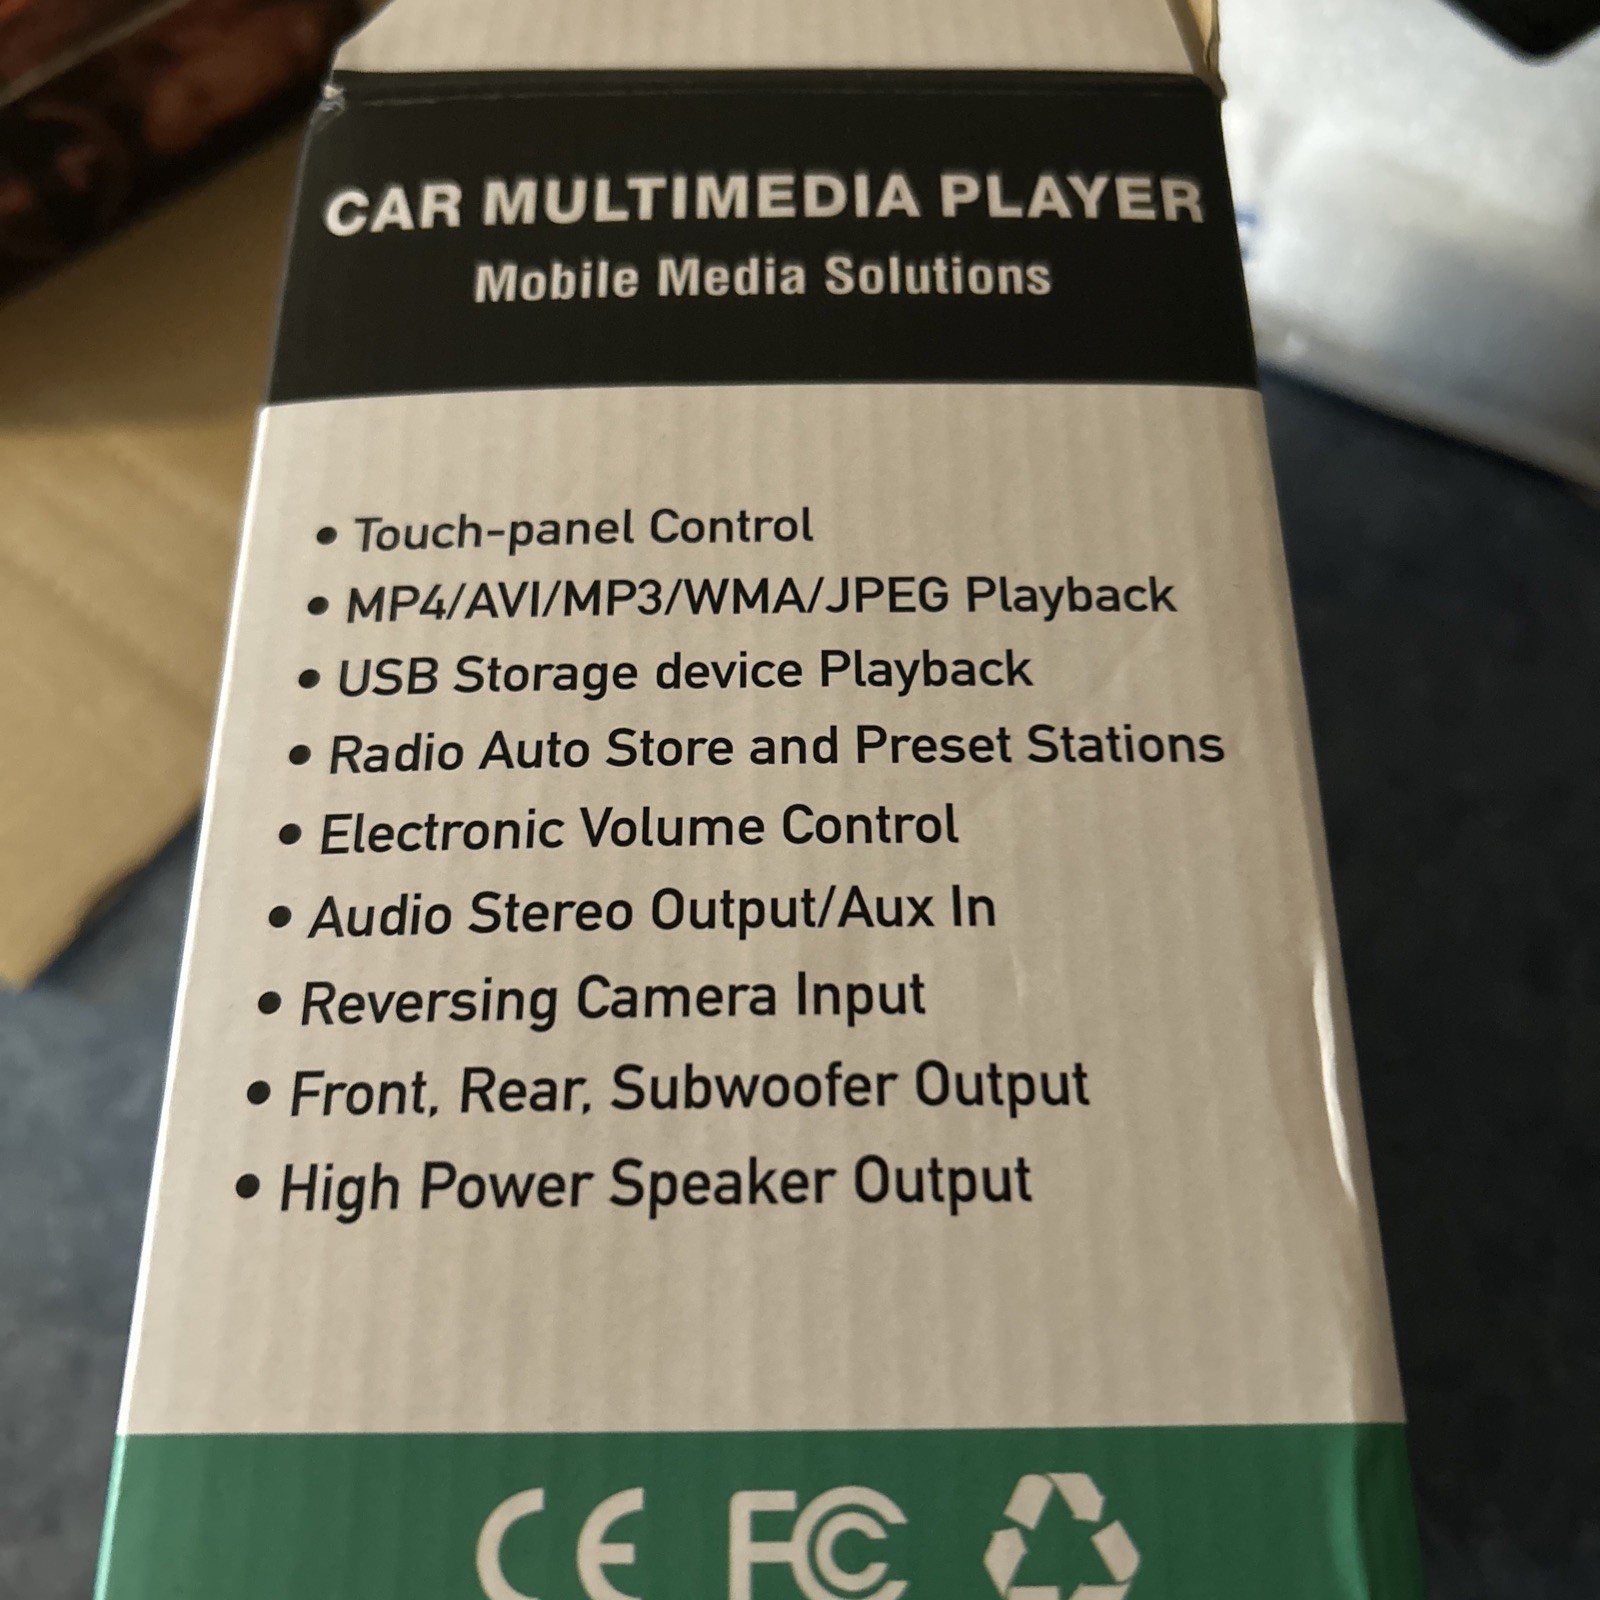 CAR MULTIMEDIA PLAYER
Mobile Media Solutions
• Touch-panel Control
• MP4/AVI/MP3/WMA/JPEG Playback
• USB Storage device Playback
• Radio Auto Store and Preset Stations
• Electronic Volume Control
• Audio Stereo Output/Aux In
• Reversing Camera Input
• Front, Rear, Subwoofer Output
• High Power Speaker Output
CE FC